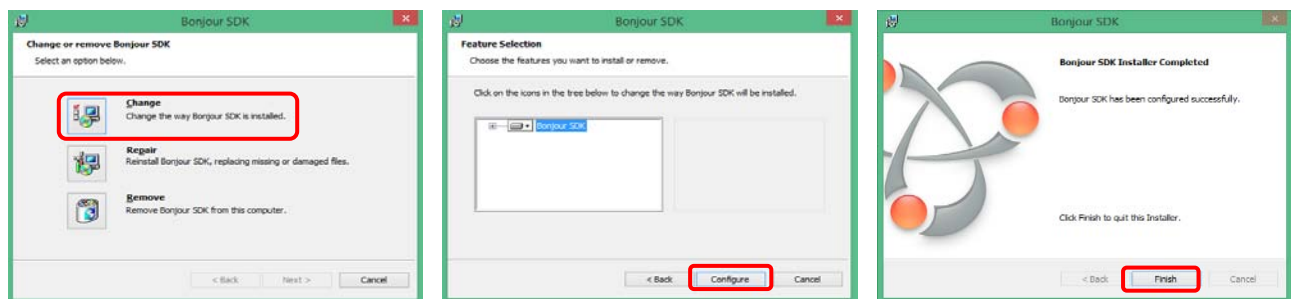 Bonjour SDK
Change or remove Bonjour SDK
Select an option below.
Change
Change the way Bonjour SDK is installed.
Repair
Reinstall Bonjour SDK, replacing missing or damaged files.
Remove
Remove Bonjour SDK from this computer.
< Back
Next >
Cancel
Bonjour SDK
Feature Selection
Choose the features you want to install or remove.
Click on the icons in the tree below to change the way Bonjour SDK will be installed.
Bonjour SDK
< Back
Configure
Cancel
Bonjour SDK
Bonjour SDK Installer Completed
Bonjour SDK has been configured successfully.
Click Finish to quit this Installer.
< Back
Finish
Cancel